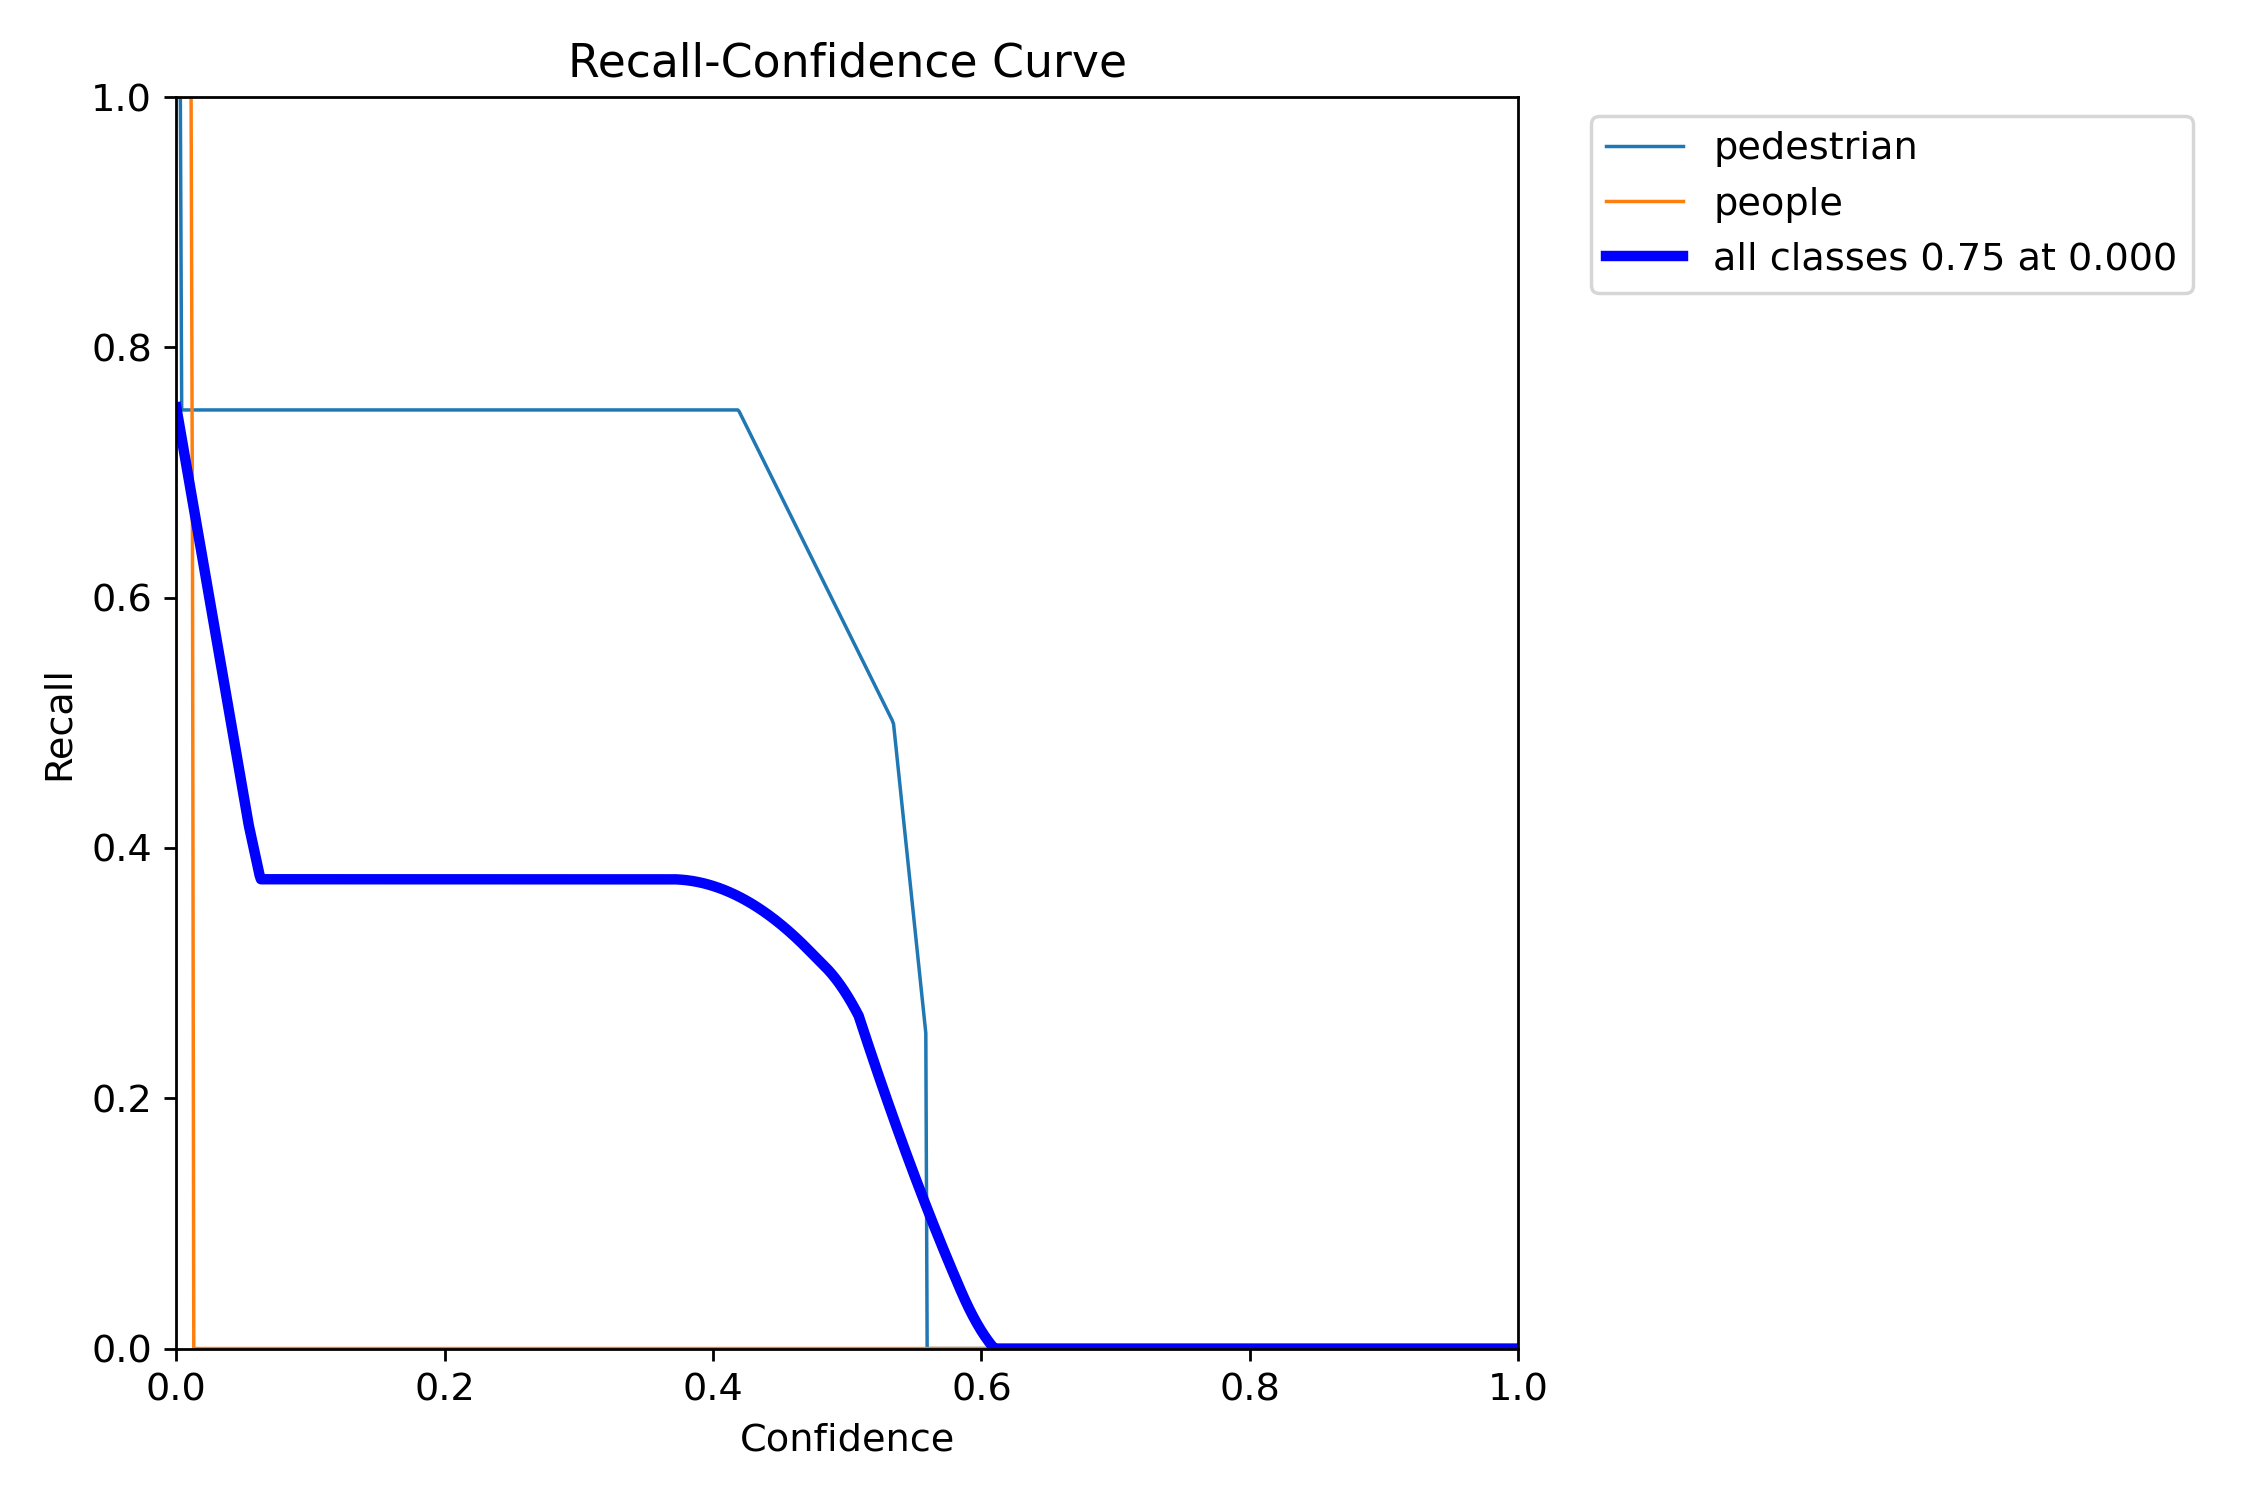 Recall-Confidence Curve
1.0
0.8
0.6
0.4
0.2
0.0
Recall
0.0 0.2 0.4 0.6 0.8 1.0
Confidence
pedestrian
people
all classes 0.75 at 0.000